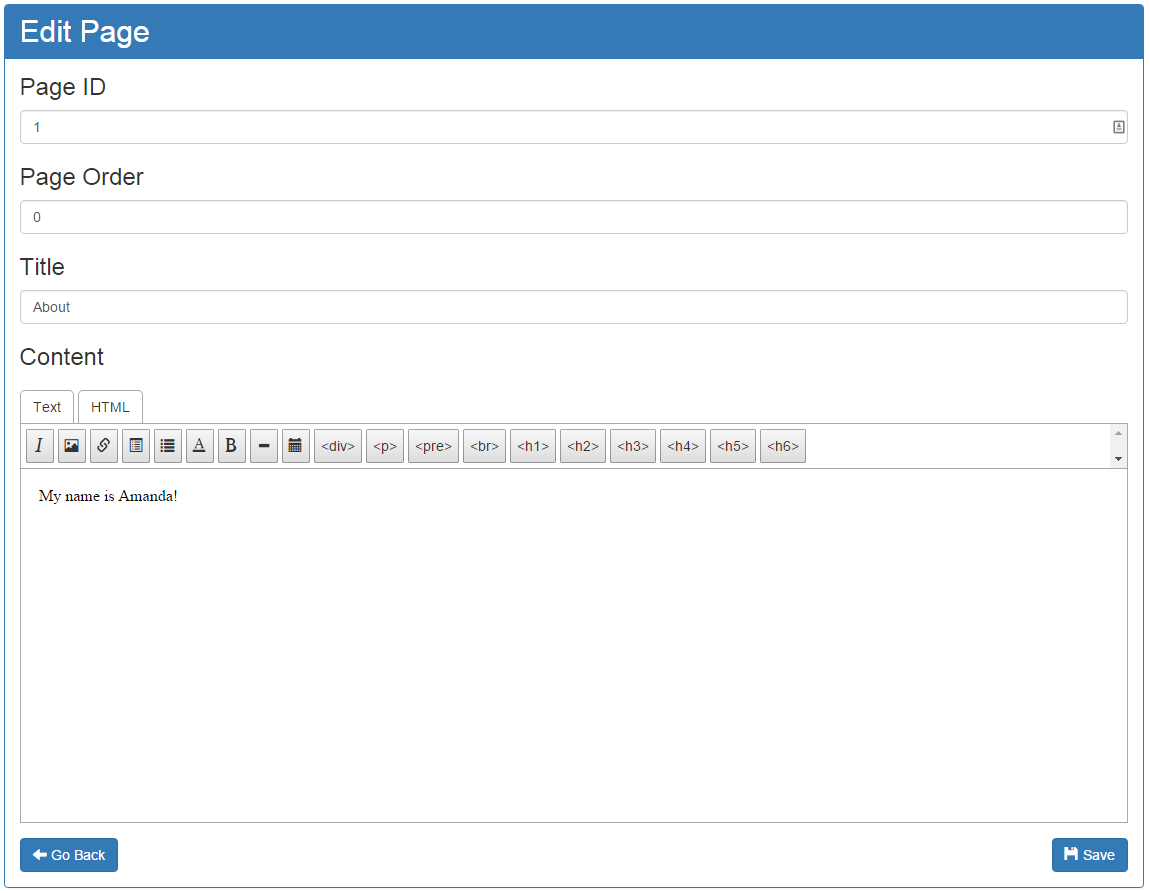 Edit Page
Page ID
1
Page Order
0
Title
About
Content
Text HTML
I A B <div> <p> <pre> <br> <h1> <h2> <h3> <h4> <h5> <h6>
My name is Amanda!
Go Back Save